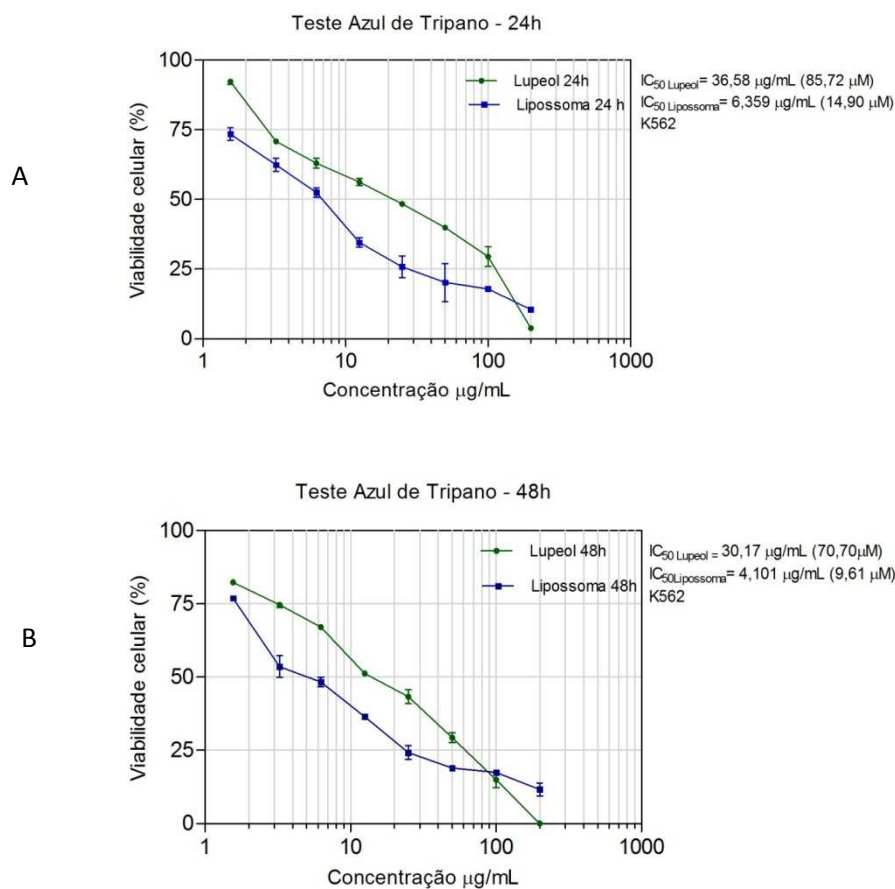 Teste Azul de Tripano - 24h
A
Viabilidade celular (%)
100
75
50
25
0
1
10
100
1000
Concentração μg/mL
Lupeol 24h
Lipossoma 24 h
IC50 Lupeol= 36,58 μg/mL (85,72 μM)
IC50 Lipossoma= 6,359 μg/mL (14,90 μM)
K562
Teste Azul de Tripano - 48h
B
Viabilidade celular (%)
100
75
50
25
0
1
10
100
1000
Concentração μg/mL
Lupeol 48h
Lipossoma 48h
IC50 Lupeol = 30,17 μg/mL (70,70μM)
IC50Lipossoma= 4,101 μg/mL (9,61 μM)
K562